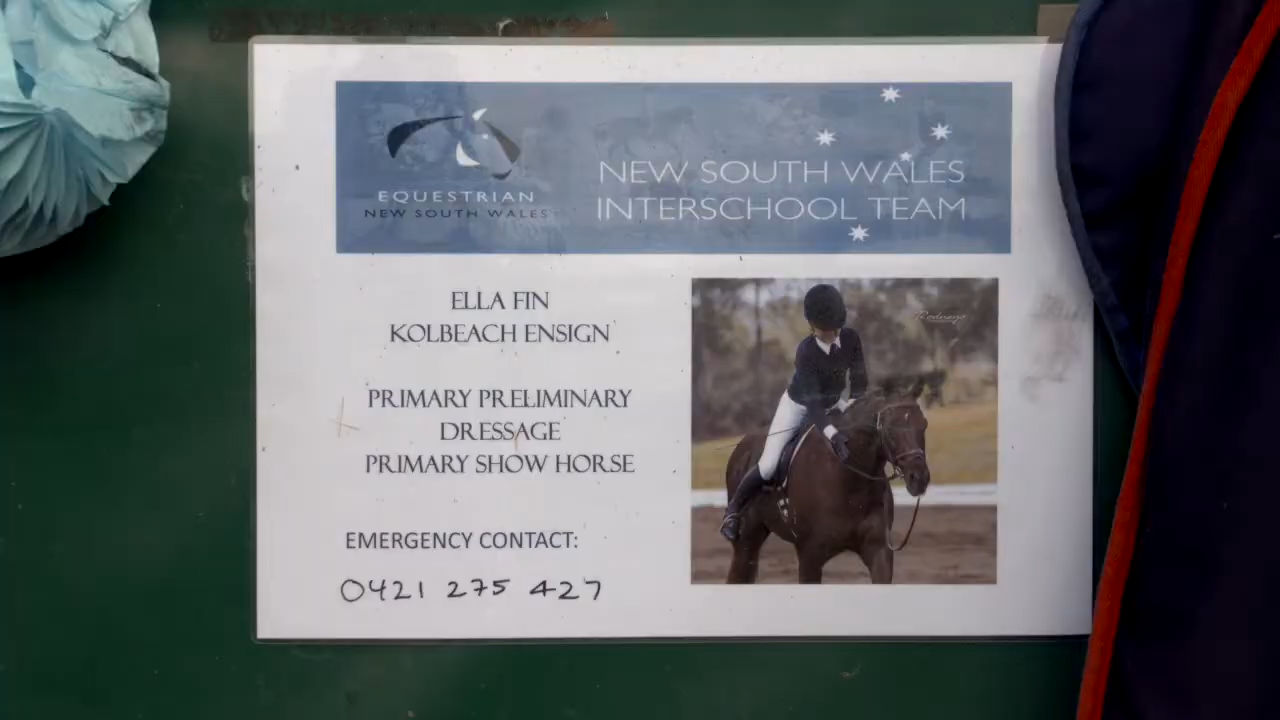 EQUESTRIAN
NEW SOUTH WALES
NEW SOUTH WALES
INTERSCHOOL TEAM
ELLA FIN
KOLBEACH ENSIGN
PRIMARY PRELIMINARY
DRESSAGE
PRIMARY SHOW HORSE
Rodneys
EMERGENCY CONTACT:
0421 275 427